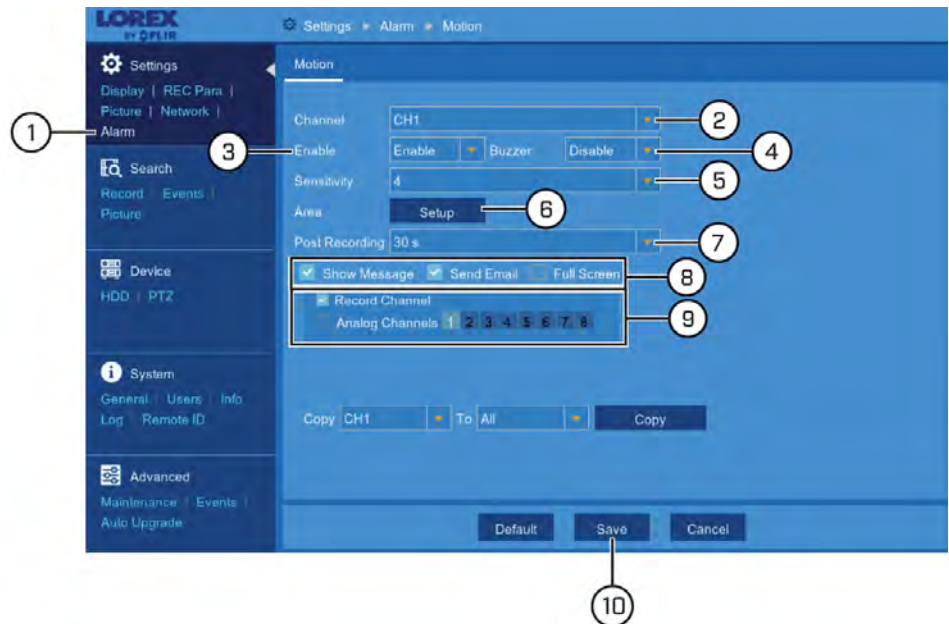 LOREX
BY FLIR
Settings Alarm Motion
Settings
Display | REC Para |
Picture | Network |
Alarm
Search
Record | Events |
Picture
Device
HDD | PTZ
System
General | Users | Info
Log | Remote ID
Advanced
Maintenance | Events |
Auto Upgrade
Motion
Channel CH1
Enable Enable Buzzer Disable
Sensitivity 4
Area Setup
Post Recording 30 s
Show Message Send Email Full Screen
Record Channel
Analog Channels 1 2 3 4 5 6 7 8
Copy CH1 To All Copy
Default Save Cancel
1
2
3
4
5
6
7
8
9
10